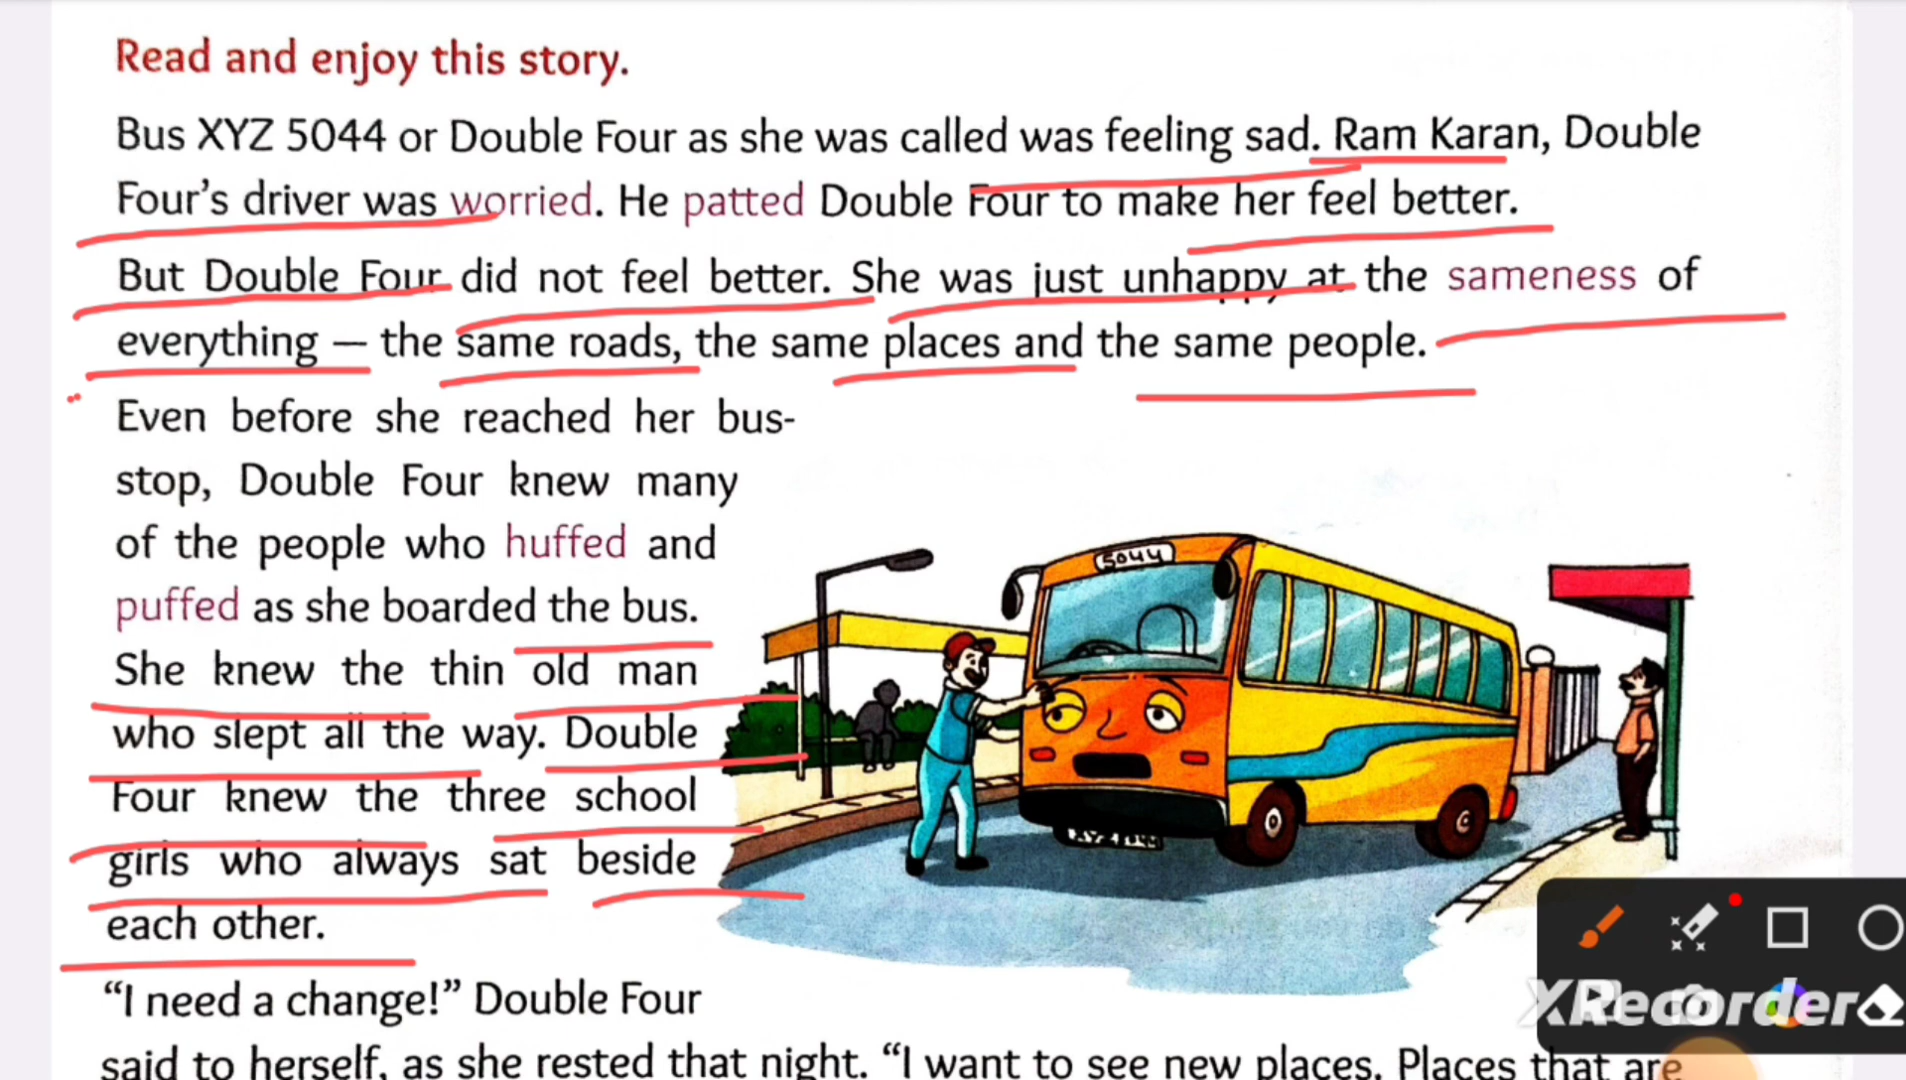 Read and enjoy this story.
Bus XYZ 5044 or Double Four as she was called was feeling sad. Ram Karan, Double
Four’s driver was worried. He patted Double Four to make her feel better.
But Double Four did not feel better. She was just unhappy at the sameness of
everything — the same roads, the same places and the same people.
Even before she reached her bus-
stop, Double Four knew many
of the people who huffed and
puffed as she boarded the bus.
She knew the thin old man
who slept all the way. Double
Four knew the three school
girls who always sat beside
each other.
5044
“I need a change!” Double Four
said to herself, as she rested that night. “I want to see new places. Places that are
XRecorder